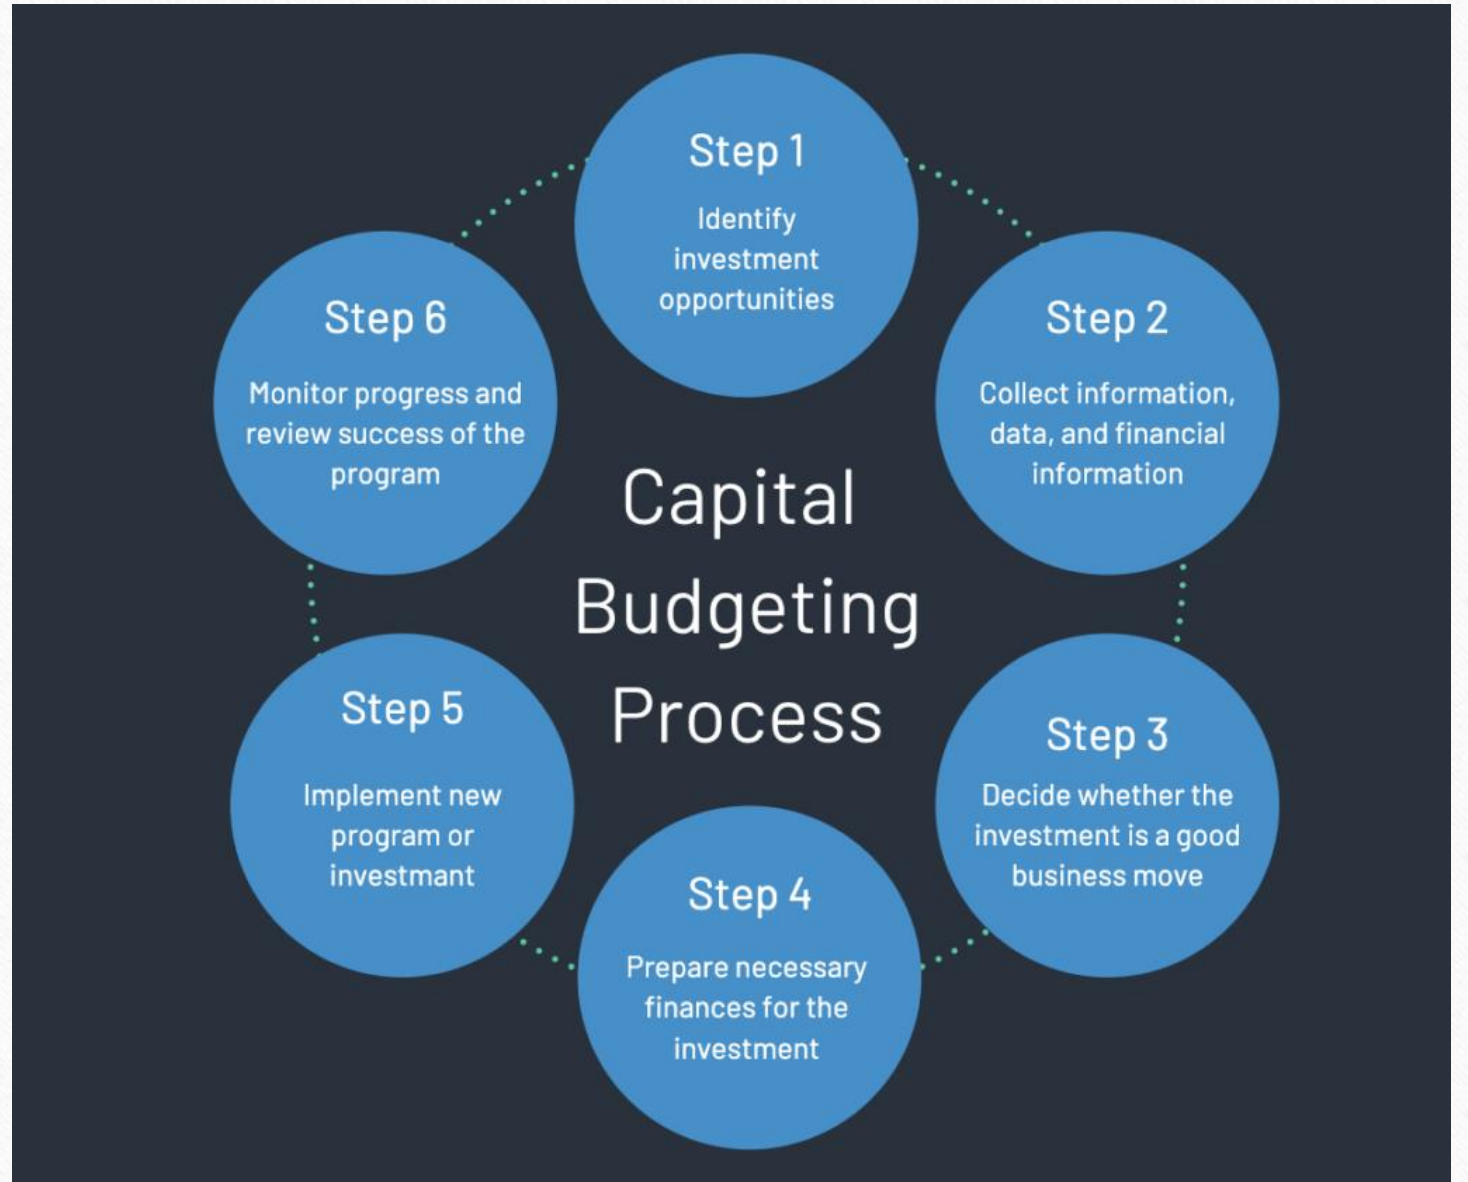 Step 1
Identify
investment
opportunities
Step 2
Collect information,
data, and financial
information
Step 3
Decide whether the
investment is a good
business move
Step 4
Prepare necessary
finances for the
investment
Step 5
Implement new
program or
investmant
Step 6
Monitor progress and
review success of the
program
Capital
Budgeting
Process